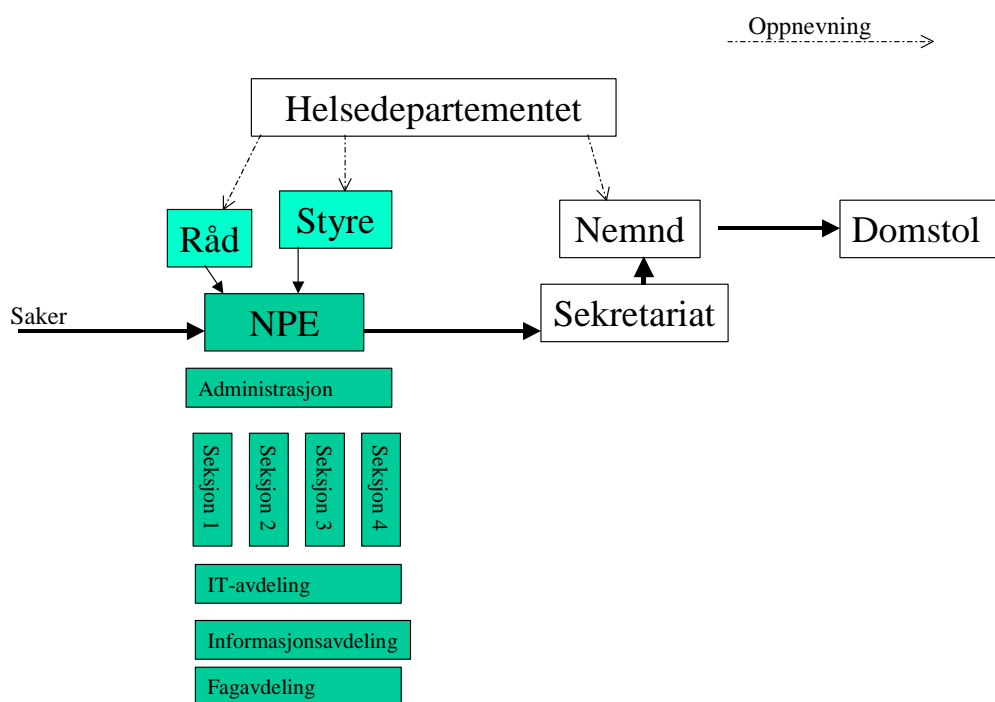 Oppnevning
Helsedepartementet
Råd
Styre
Nemnd
Domstol
Saker
NPE
Sekretariat
Administrasjon
Seksjon 1
Seksjon 2
Seksjon 3
Seksjon 4
IT-avdeling
Informasjonsavdeling
Fagavdeling